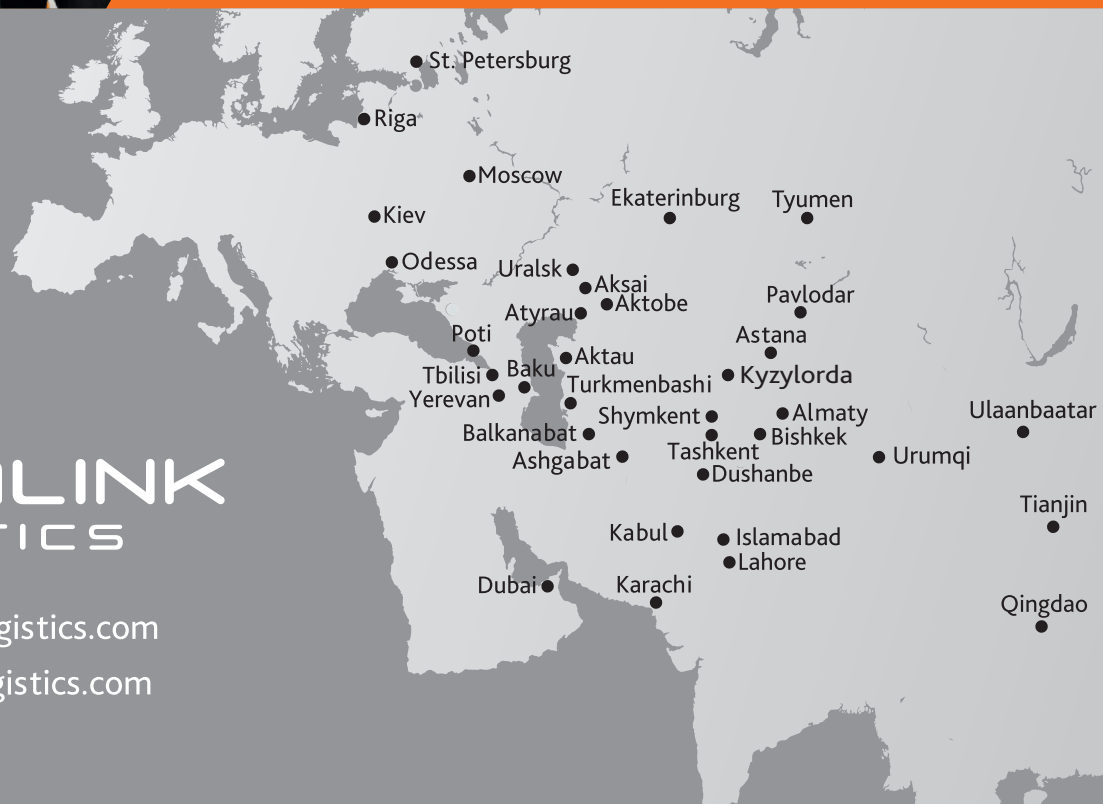 St. Petersburg
Riga
Moscow
Ekaterinburg
Tyumen
Kiev
Odessa
Uralsk
Aksai
Aktobe
Pavlodar
Atyrau
Poti
Astana
Aktau
Baku
Tbilisi
Turkmenbashi
Kyzylorda
Yerevan
Shymkent
Almaty
Ulaanbaatar
Balkanabat
Bishkek
Tashkent
Ashgabat
Urumqi
Dushanbe
LINK
TICS
Tianjin
Kabul
Islamabad
Lahore
Dubai
Karachi
Qingdao
gistics.com
gistics.com